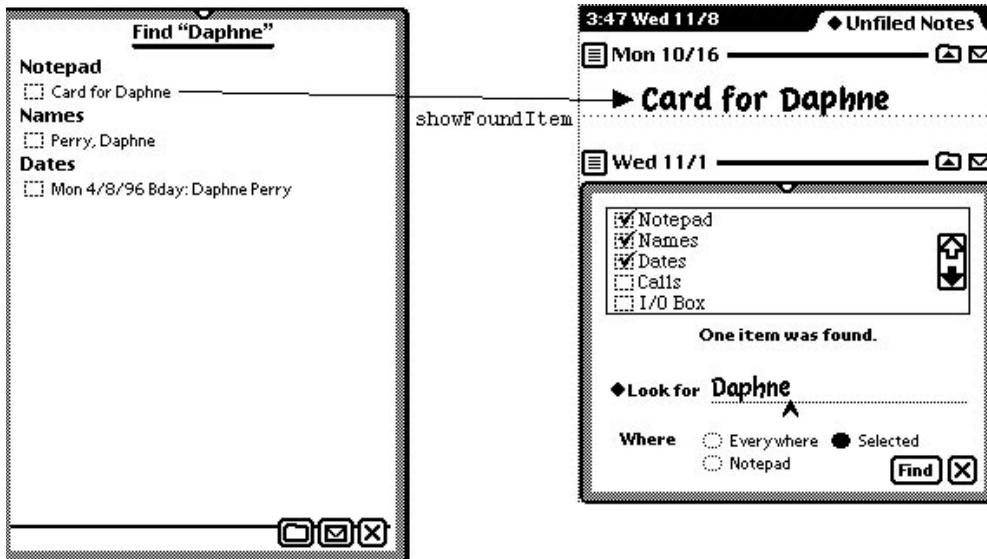 Find “Daphne”
Notepad
Card for Daphne
Names
Perry, Daphne
Dates
Mon 4/8/96 Bday: Daphne Perry
showFoundItem
3:47 Wed 11/8
Unfiled Notes
Mon 10/16
Card for Daphne
Wed 11/1
Notepad
Names
Dates
Calls
I/O Box
One item was found.
Look for Daphne
Where Everywhere Selected
Notepad
Find